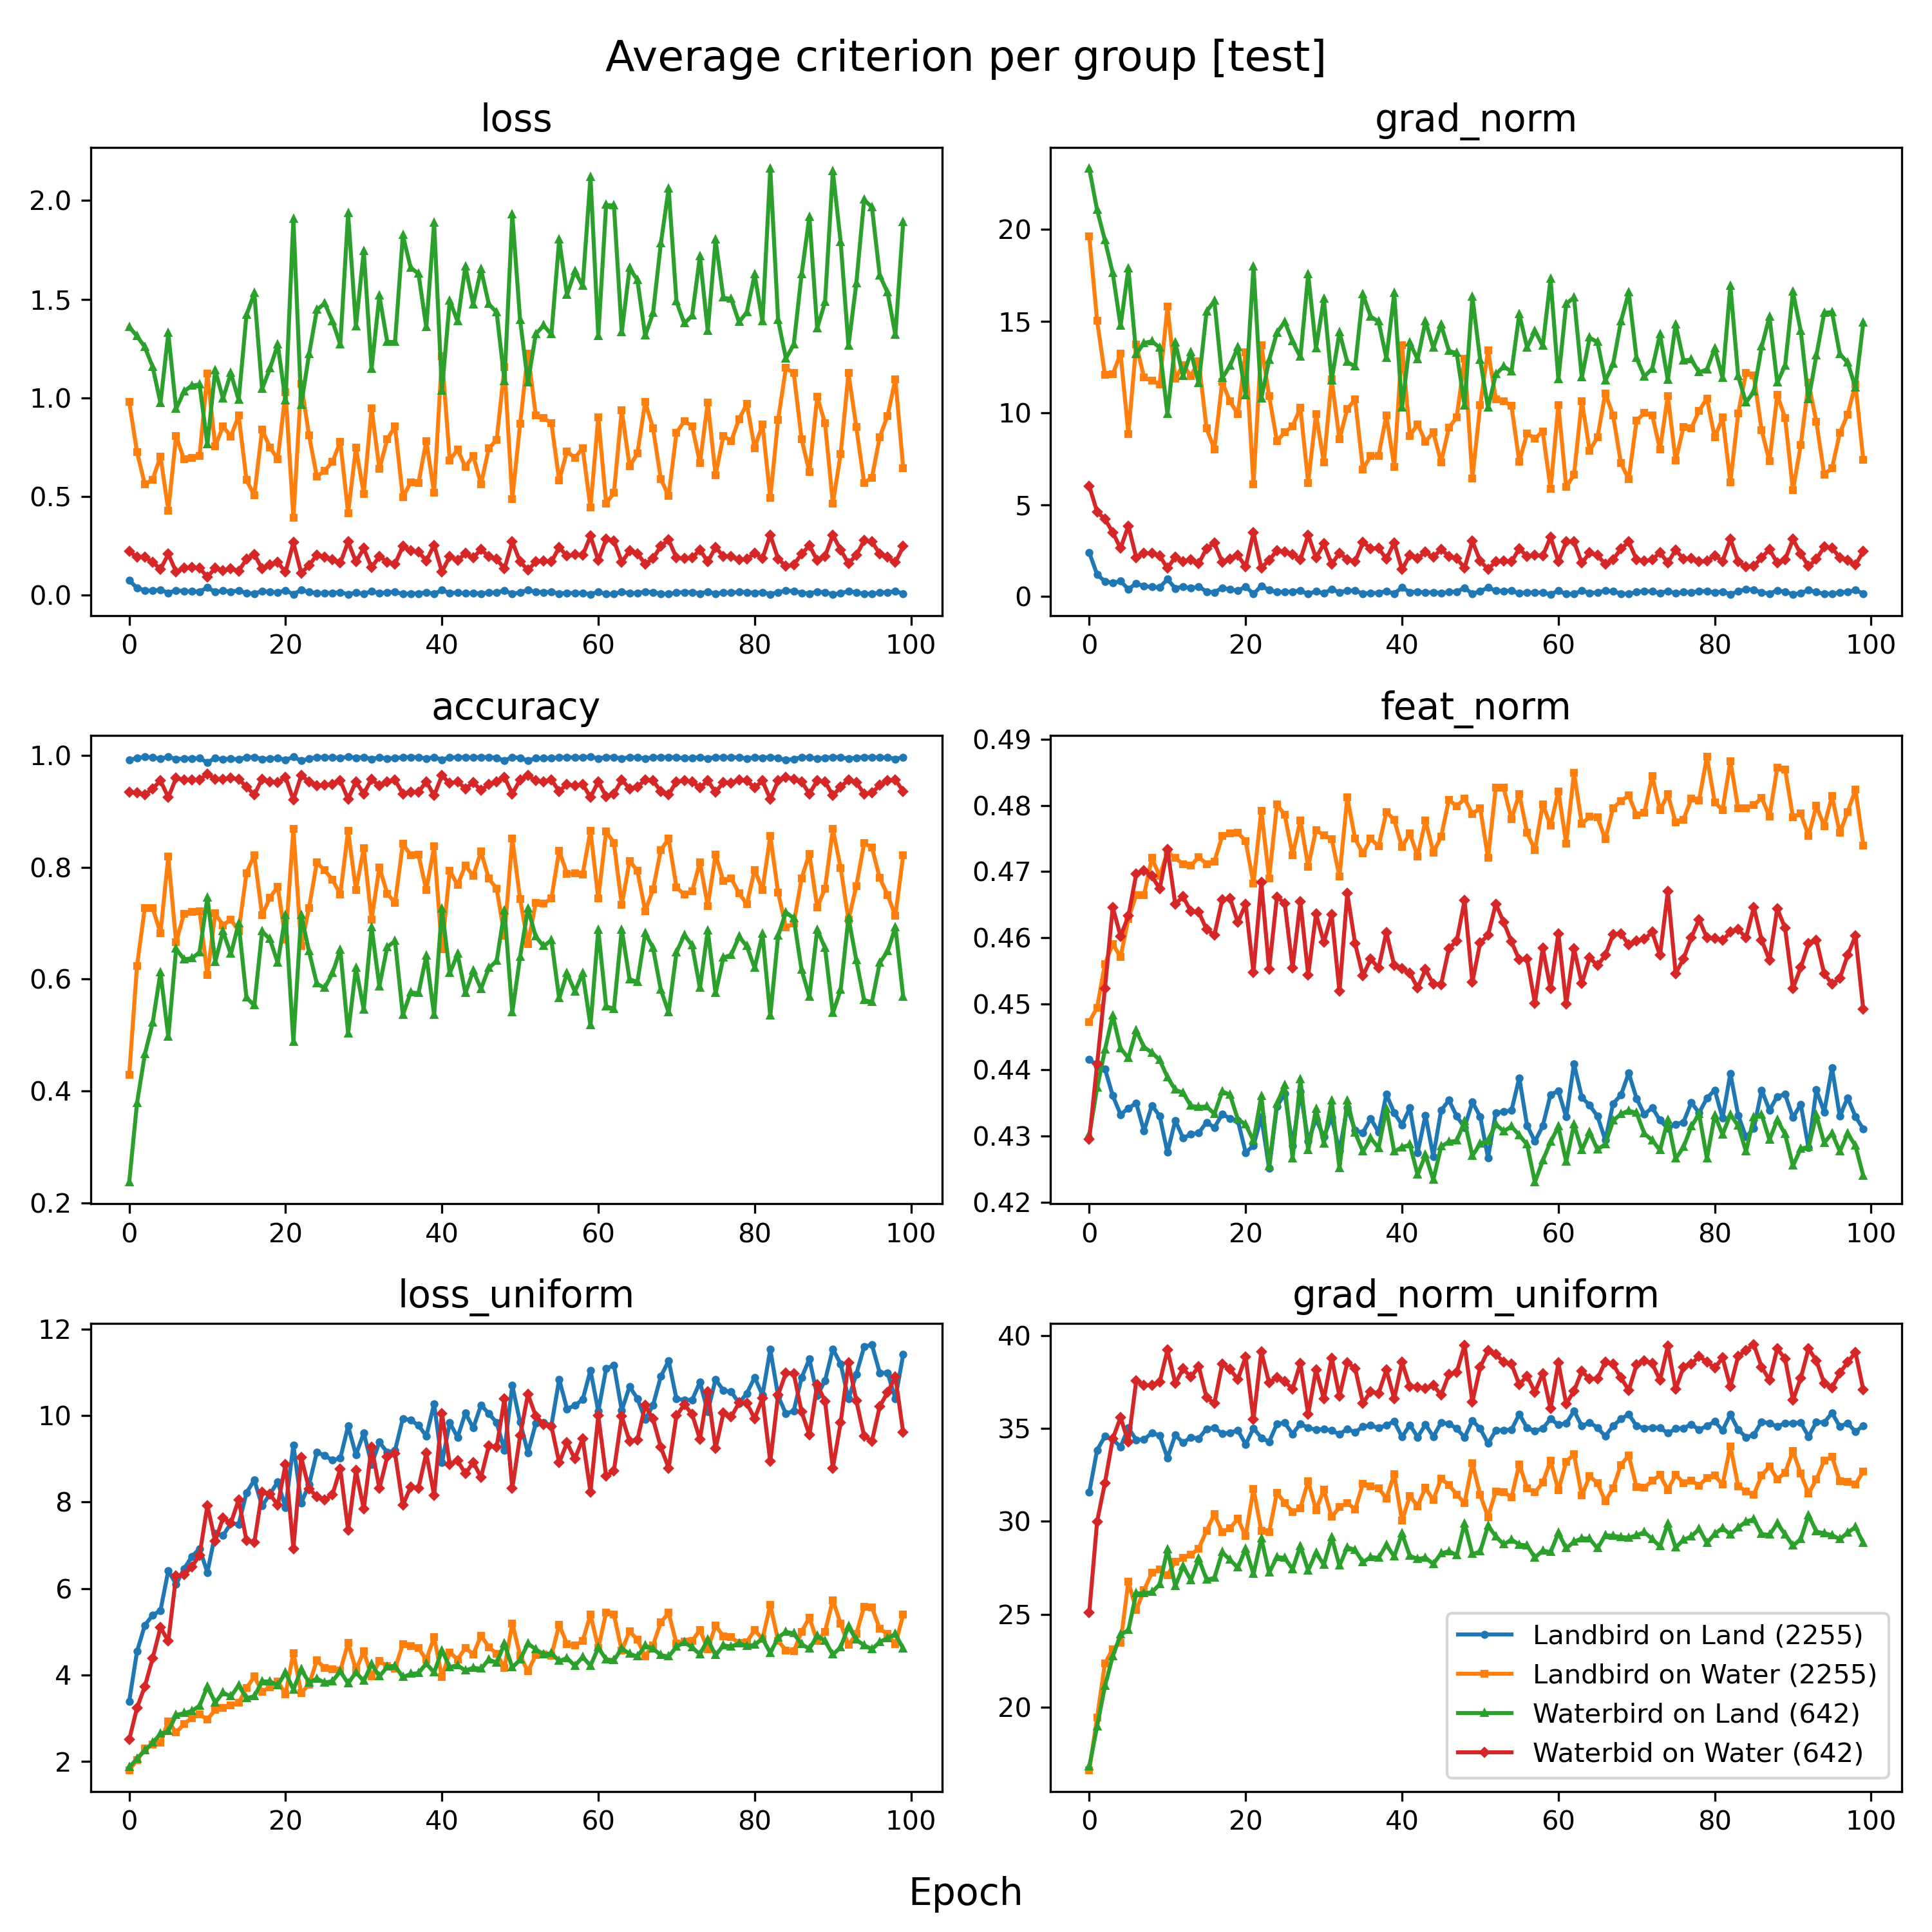 Average criterion per group [test]
loss
grad_norm
2.0
1.5
1.0
0.5
0.0
0 20 40 60 80 100
20
15
10
5
0
0 20 40 60 80 100
accuracy
feat_norm
1.0
0.8
0.6
0.4
0.2
0 20 40 60 80 100
0.49
0.48
0.47
0.46
0.45
0.44
0.43
0.42
0 20 40 60 80 100
loss_uniform
grad_norm_uniform
12
10
8
6
4
2
0 20 40 60 80 100
40
35
30
25
20
Landbird on Land (2255)
Landbird on Water (2255)
Waterbird on Land (642)
Waterbid on Water (642)
0 20 40 60 80 100
Epoch